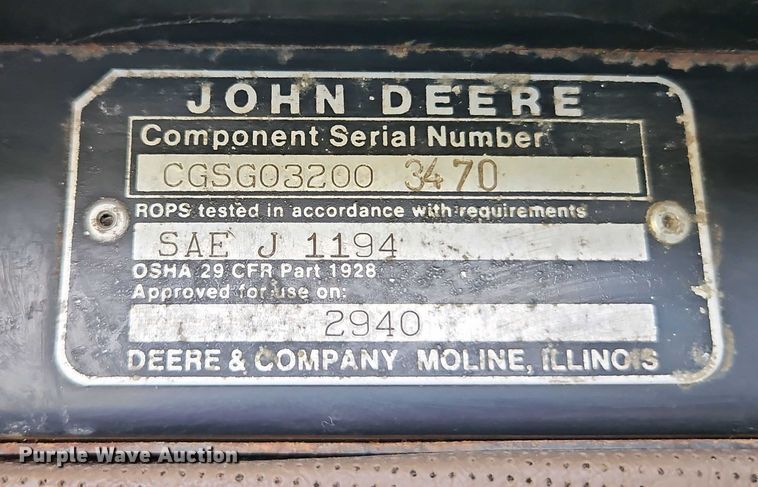 JOHN DEERE
Component Serial Number
CGSG03200 3470
ROPS tested in accordance with requirements
SAE J 1194
OSHA 29 CFR Part 1928
Approved for use on:
2940
DEERE & COMPANY MOLINE, ILLINOIS
Purple Wave Auction